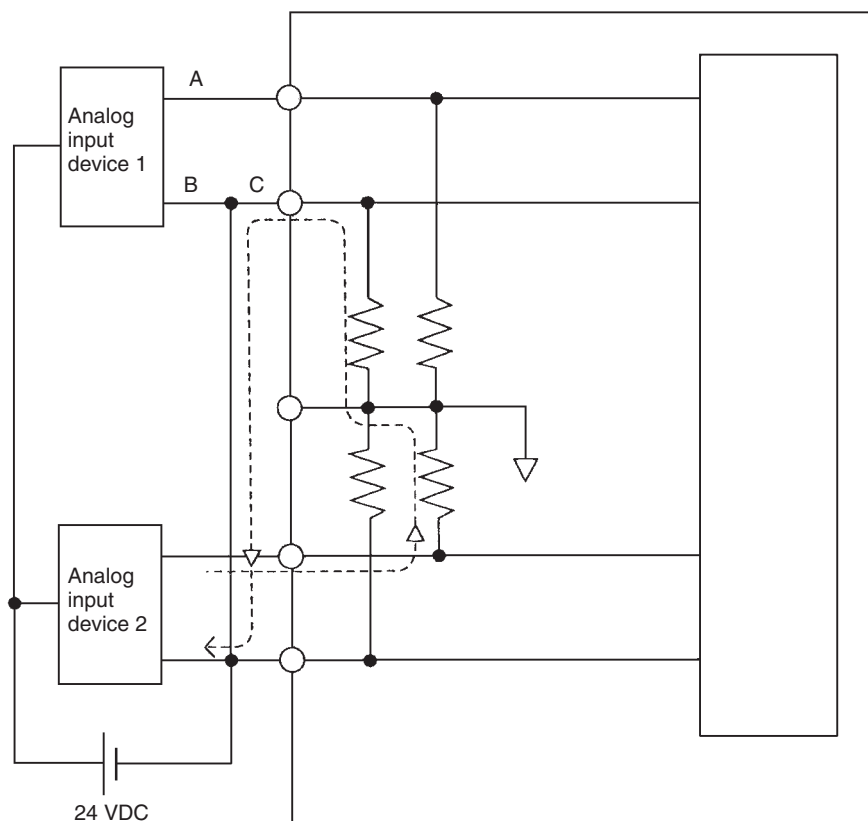 A
Analog
input
device 1
B
C
Analog
input
device 2
24 VDC